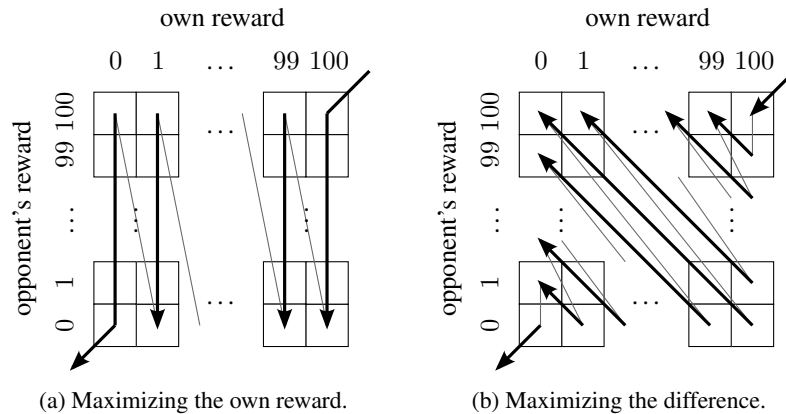 own reward
0 1 ... 99 100
opponent's reward
100
99
...
1
0
...
...
...
...
(a) Maximizing the own reward.
own reward
0 1 ... 99 100
opponent's reward
100
99
...
1
0
...
...
...
...
(b) Maximizing the difference.